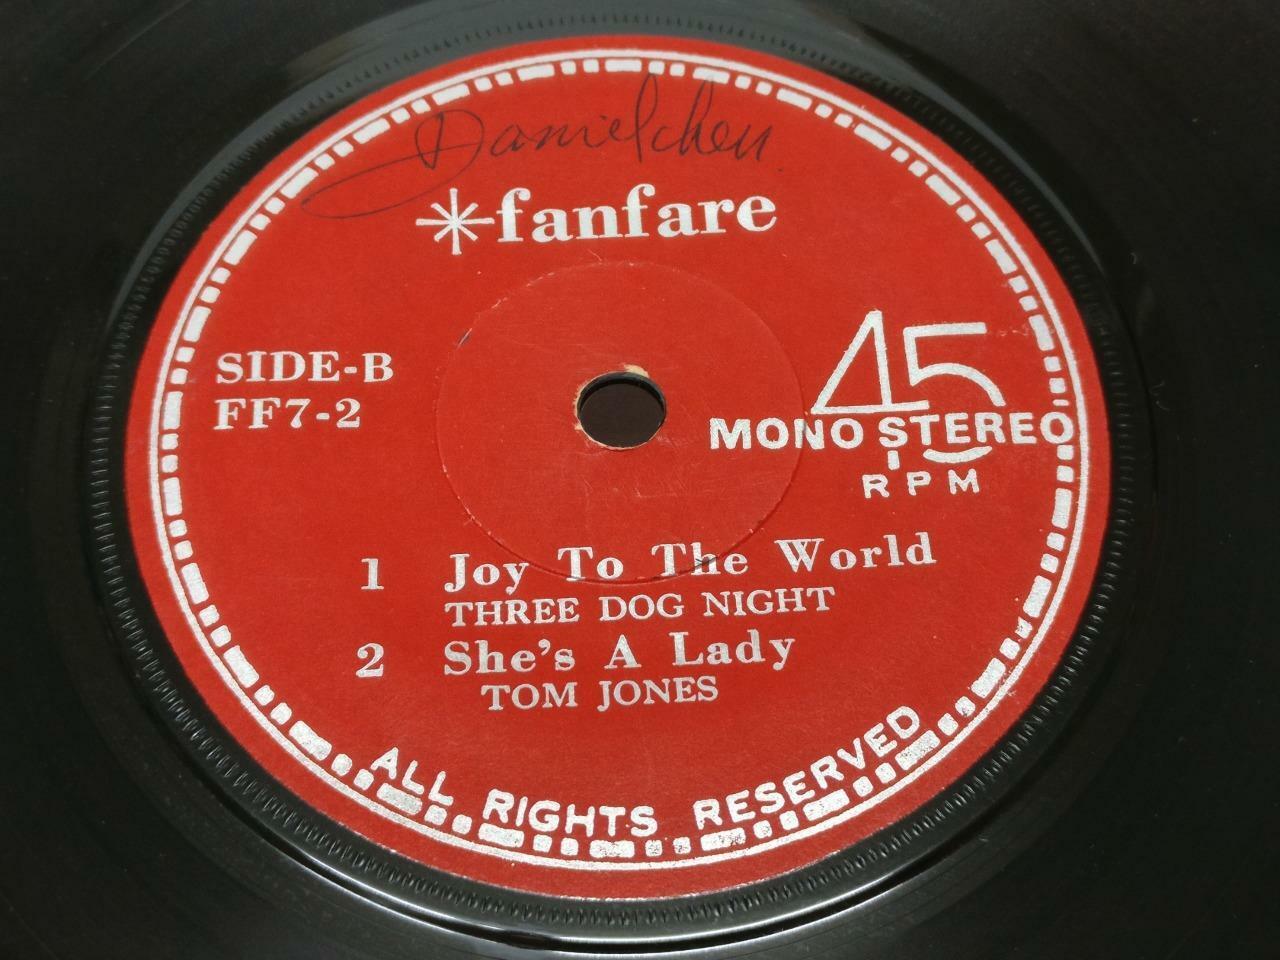 Danielchen
*fanfare
SIDE-B
FF7-2
45
MONO STEREO
RPM
1 Joy To The World
THREE DOG NIGHT
2 She's A Lady
TOM JONES
ALL RIGHTS RESERVED